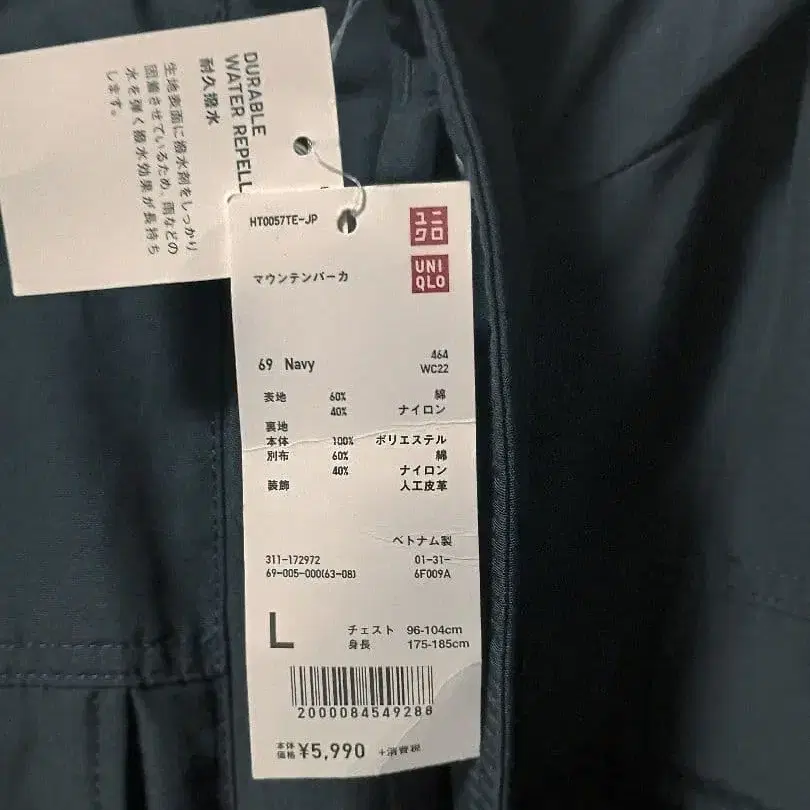 DURABLE
WATER REPELL
耐久撥水
生地表面に撥水剤をしっかり
固着させているため、雨などの
水を弾く撥水効果が長持ち
します。
HT0057TE-JP
ユニ
クロ
UNI
QLO
マウンテンパーカ
69 Navy
464
WC22
表地 60% 綿
40% ナイロン
裏地
本体 100% ポリエステル
別布 60% 綿
40% ナイロン
装飾 人工皮革
ベトナム製
311-172972 01-31-
69-005-000(63-08) 6F009A
L
チェスト 96-104cm
身長 175-185cm
2000084549288
本体
価格 ¥5,990 +消費税